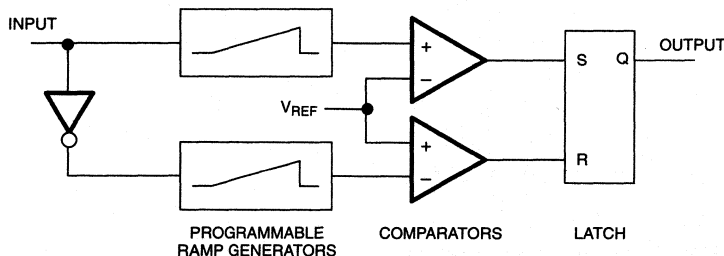 INPUT
OUTPUT
+
−
S
Q
V_REF
+
−
R
PROGRAMMABLE
RAMP GENERATORS
COMPARATORS
LATCH